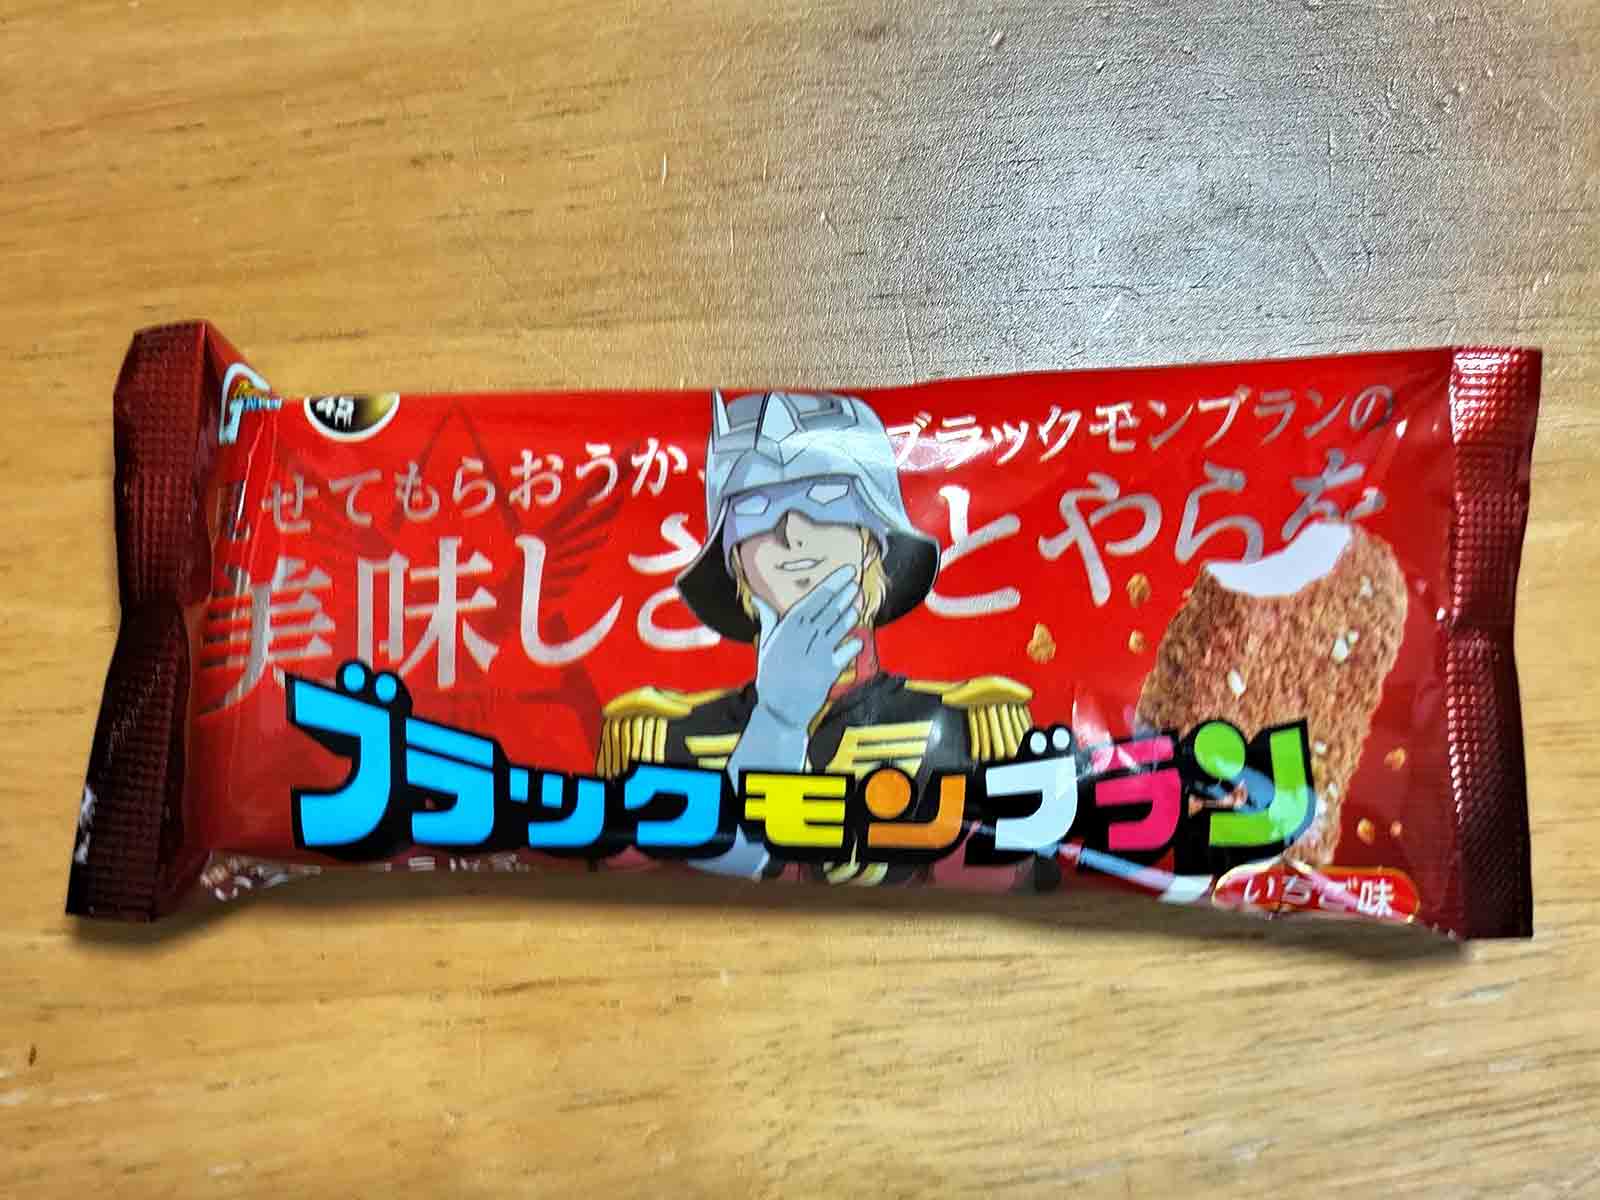 せてもらおうか、
ブラックモンブランの
美味しさとやらを
ブラックモンブラン
いちご味